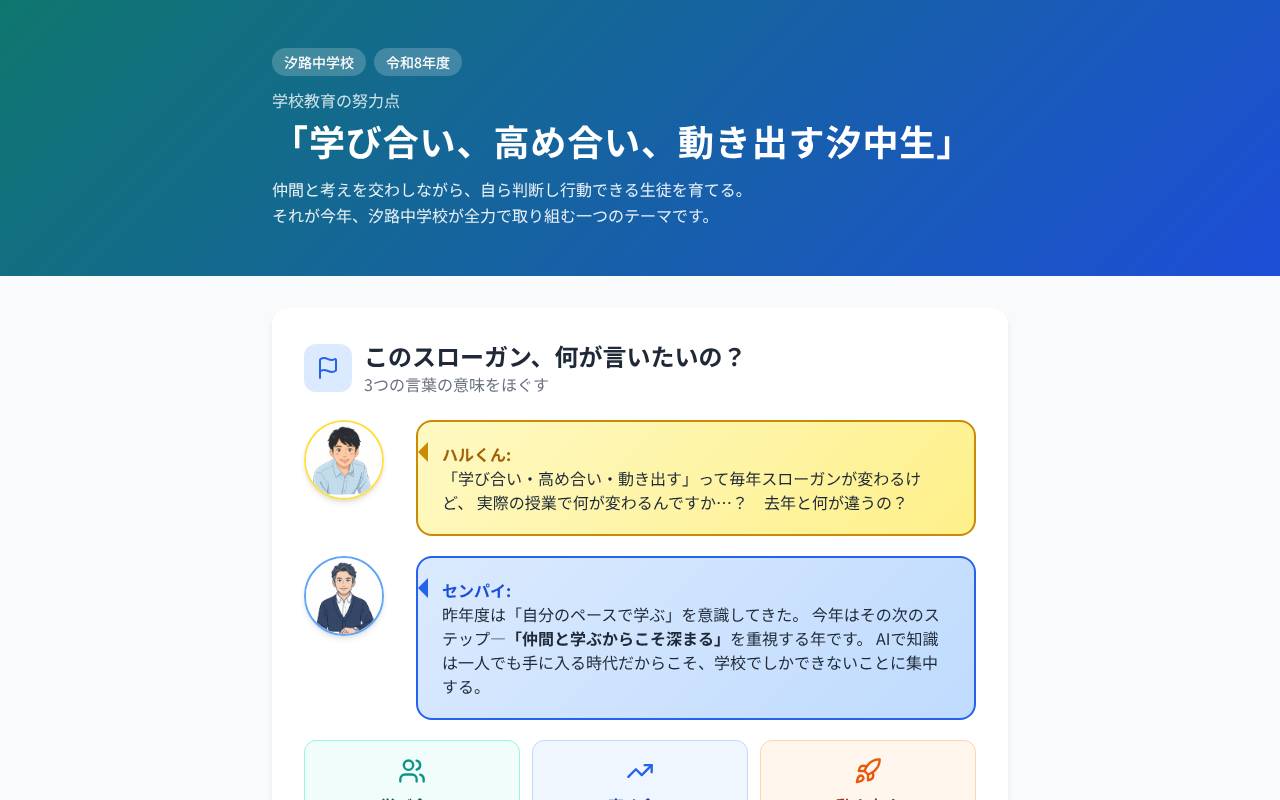 汐路中学校
令和8年度
学校教育の努力点
「学び合い、高め合い、動き出す汐中生」
仲間と考えを交わしながら、自ら判断し行動できる生徒を育てる。
それが今年、汐路中学校が全力で取り組む一つのテーマです。
このスローガン、何が言いたいの？
3つの言葉の意味をほぐす
ハルくん:
「学び合い・高め合い・動き出す」って毎年スローガンが変わるけ
ど、 実際の授業で何が変わるんですか…？　去年と何が違うの？
センパイ:
昨年度は「自分のペースで学ぶ」を意識してきた。 今年はその次のス
テップ―「仲間と学ぶからこそ深まる」を重視する年です。 AIで知識
は一人でも手に入る時代だからこそ、学校でしかできないことに集中
する。